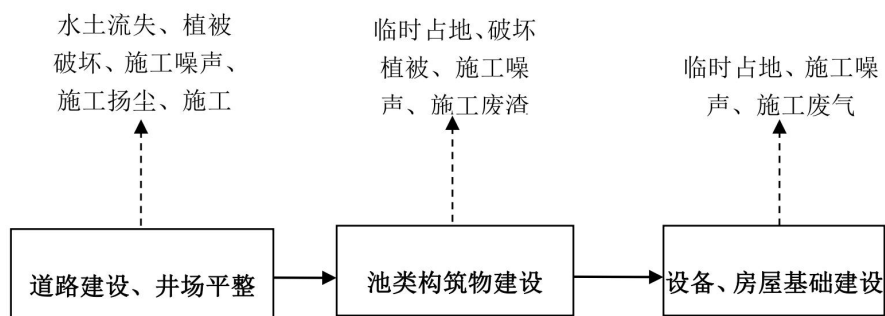 水土流失、植被
破坏、施工噪声、
施工扬尘、施工
临时占地、破坏
植被、施工噪
声、施工废渣
临时占地、施工噪
声、施工废气
道路建设、井场平整
池类构筑物建设
设备、房屋基础建设